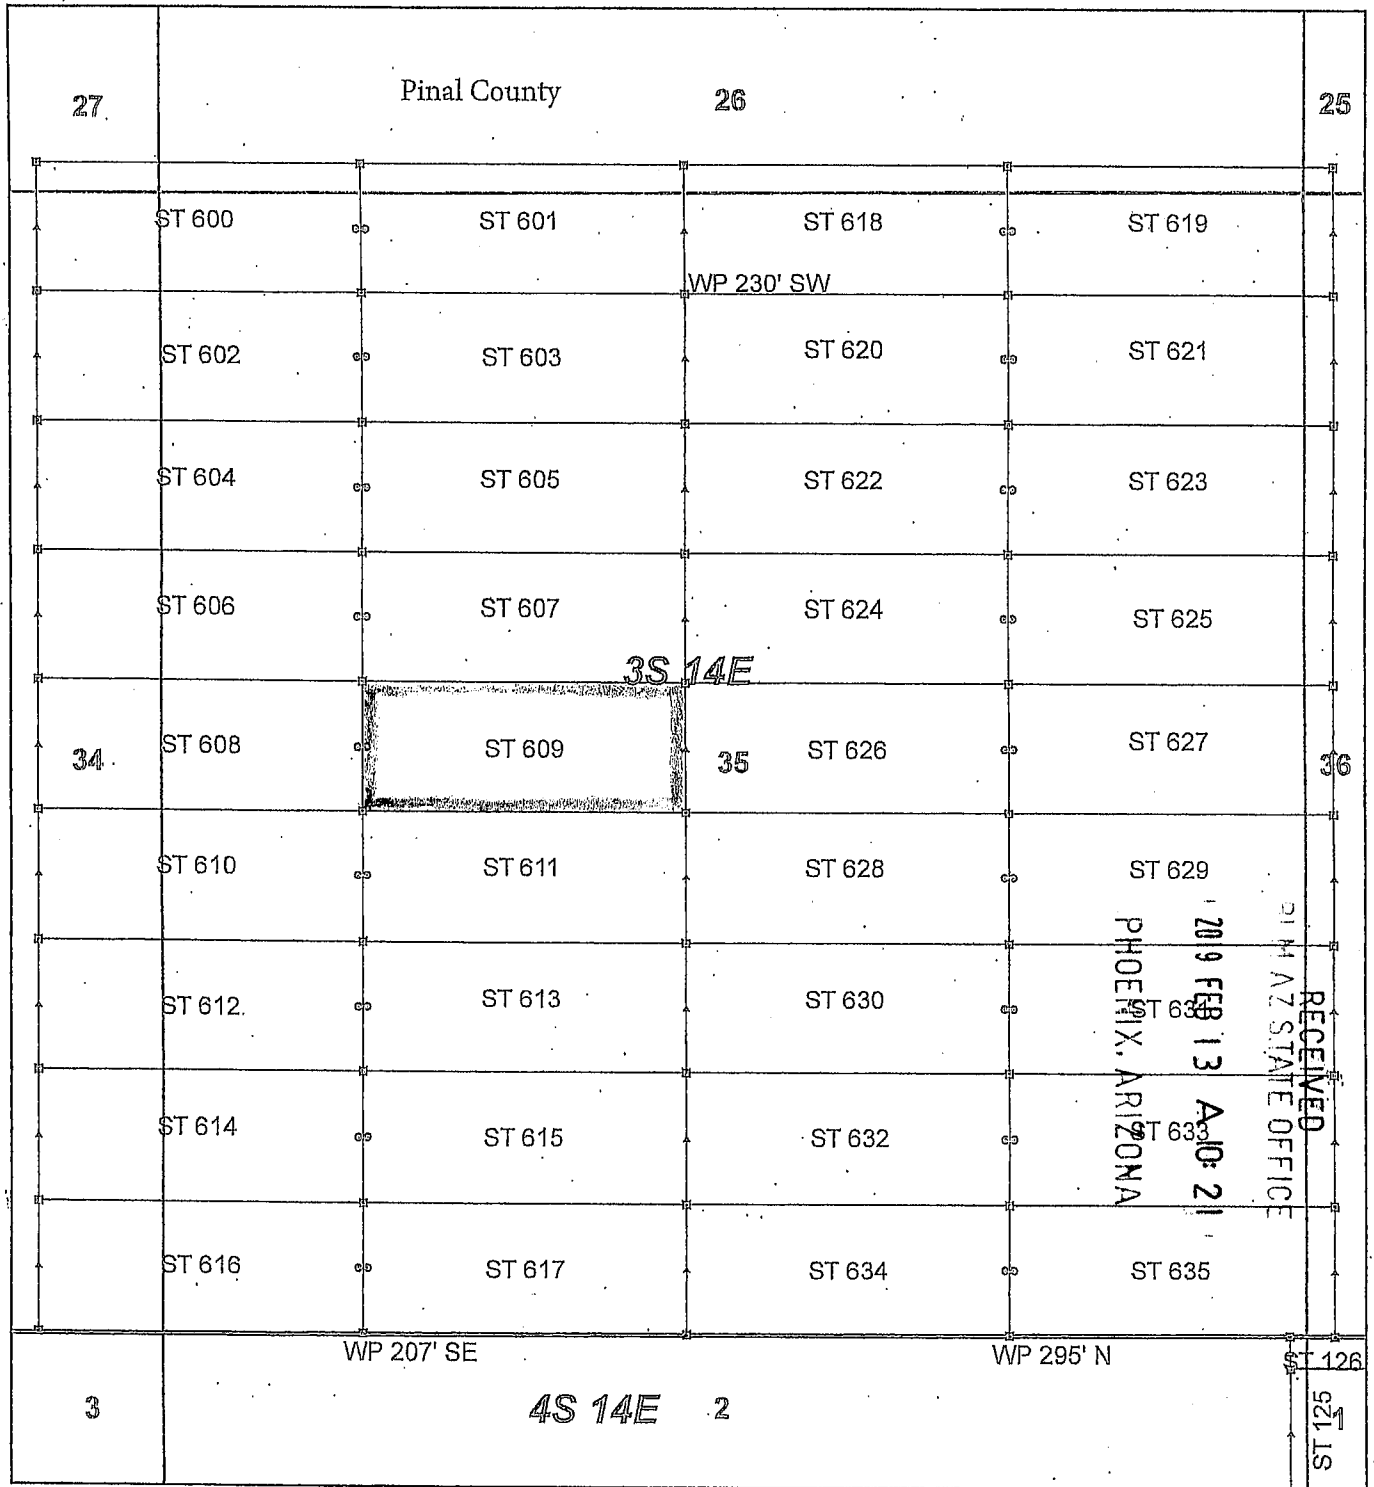 27 Pinal County 26 25
ST 600 ST 601 ST 618 ST 619
WP 230' SW
ST 602 ST 603 ST 620 ST 621
ST 604 ST 605 ST 622 ST 623
ST 606 ST 607 ST 624 ST 625
3S 14E
34 ST 608 ST 609 35 ST 626 ST 627 36
ST 610 ST 611 ST 628 ST 629
ST 612 ST 613 ST 630 ST 631
ST 614 ST 615 ST 632 ST 633
ST 616 ST 617 ST 634 ST 635
RECEIVED
BLM AZ STATE OFFICE
2019 FEB 13 A 10: 21
PHOENIX, ARIZONA
WP 207' SE WP 295' N ST 126
3 4S 14E 2 1
ST 125